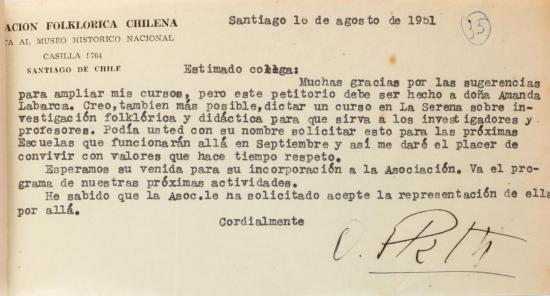 ACION FOLKLORICA CHILENA
A AL MUSEO HISTORICO NACIONAL
CASILLA 1764
SANTIAGO DE CHILE
Santiago 16 de agosto de 1951
35
Estimado colega:
Muchas gracias por las sugerencias
para ampliar mis cursos, pero este petitorio debe ser hecho a doña Amanda
Labarca. Creo,tambien más posible,dictar un curso en La Serena sobre in-
vestigación folklórica y didáctica para que sirva a los investigadores y
profesores. Podía usted con su nombre solicitar esto para las próximas
Escuelas que funcionarán allá en Septiembre y así me daré el placer de
convivir con valores que hace tiempo respeto.
Esperamos su venida para su incorporación a la Asociación. Va el pro-
grama de nuestras próximas actividades.
He sabido que la Asoc.le ha solicitado acepte la representación de ella
por allá.
Cordialmente